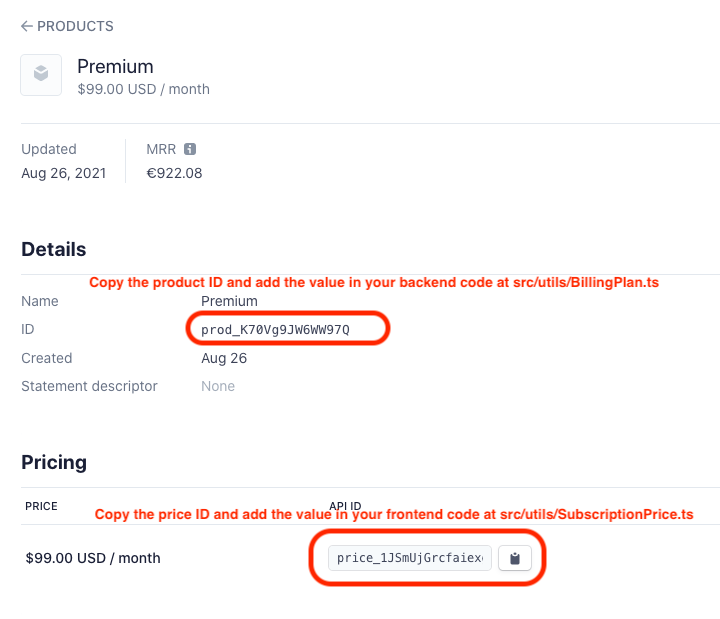 ← PRODUCTS
Premium
$99.00 USD / month
Updated
MRR
Aug 26, 2021
€922.08
Details
Copy the product ID and add the value in your backend code at src/utils/BillingPlan.ts
Name Premium
ID prod_K70Vg9JW6WW97Q
Created Aug 26
Statement descriptor None
Pricing
PRICE API ID
Copy the price ID and add the value in your frontend code at src/utils/SubscriptionPrice.ts
$99.00 USD / month price_1JSmUjGrcfaiex